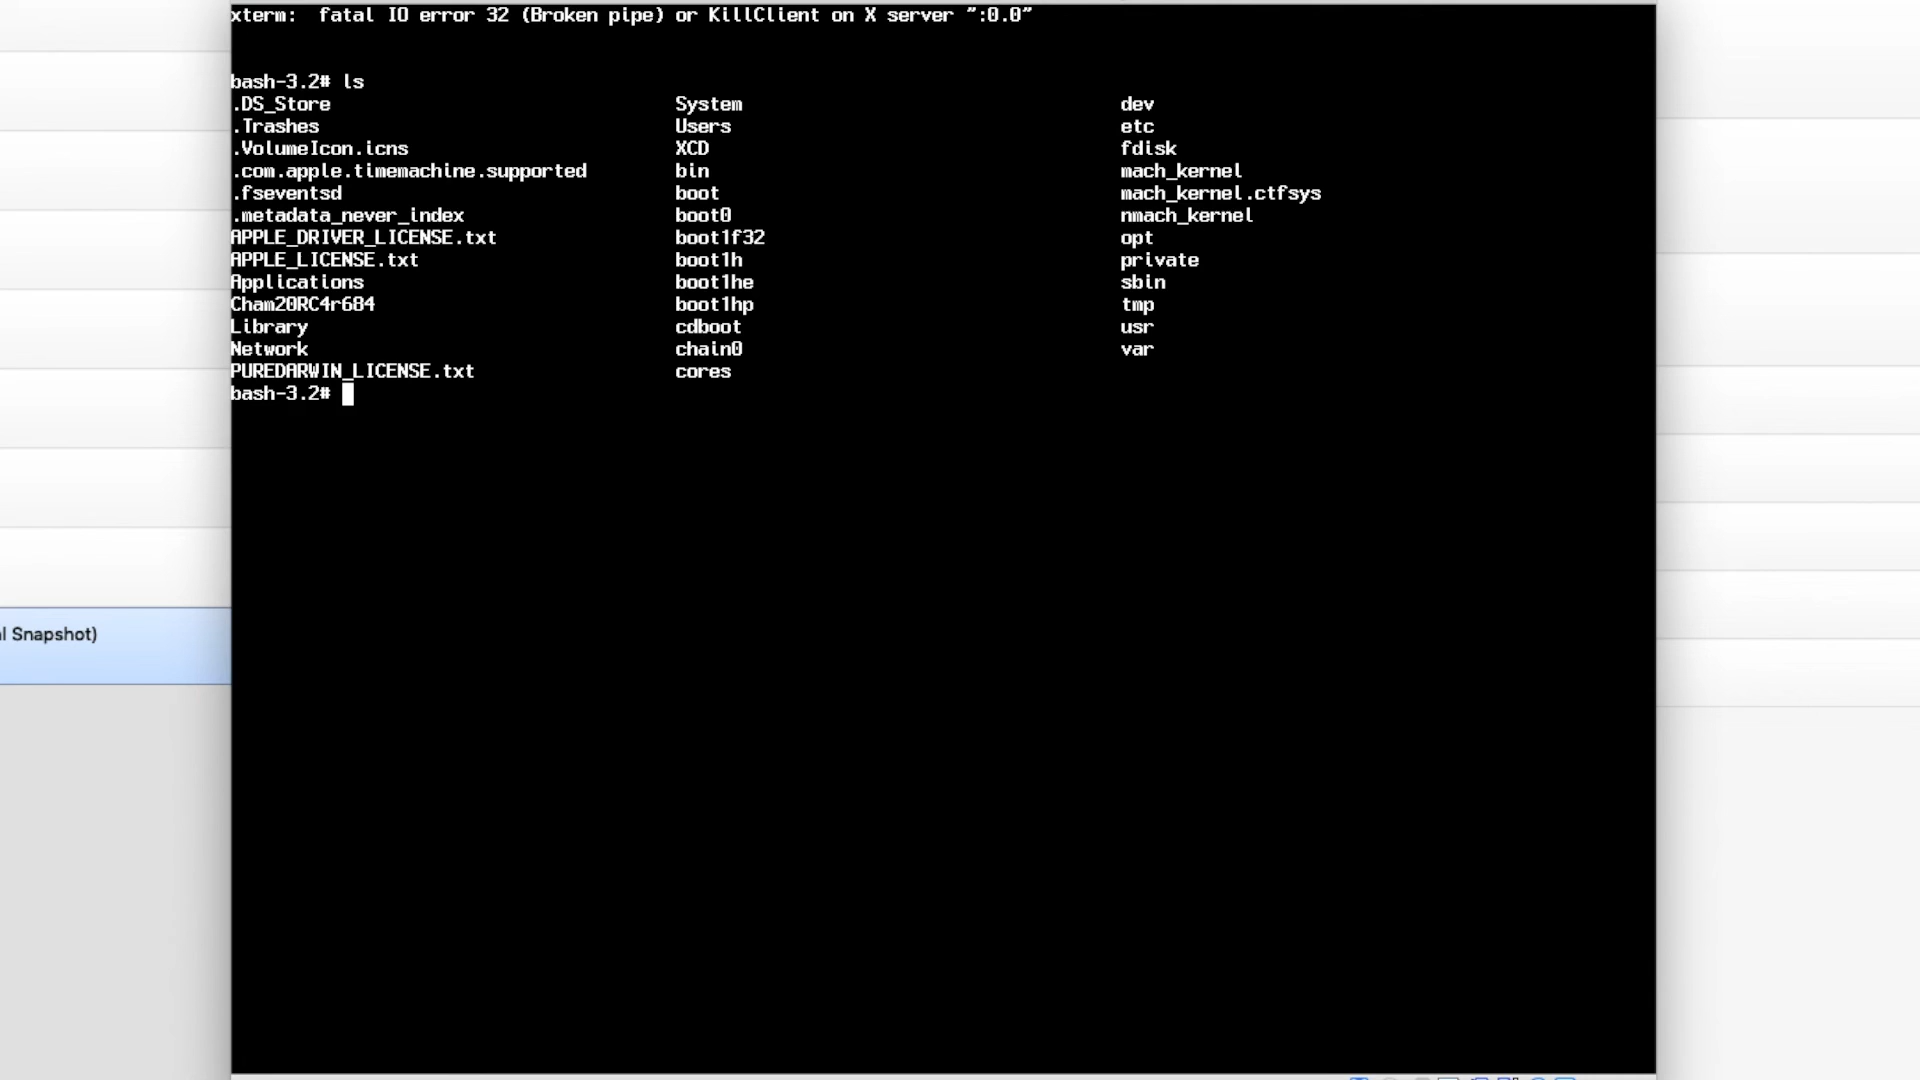 xterm:  fatal IO error 32 (Broken pipe) or KillClient on X server ":0.0"
bash-3.2# ls
.DS_Store System dev
.Trashes Users etc
.VolumeIcon.icns XCD fdisk
.com.apple.timemachine.supported bin mach_kernel
.fseventsd boot mach_kernel.ctfsys
.metadata_never_index boot0 nmach_kernel
APPLE_DRIVER_LICENSE.txt boot1f32 opt
APPLE_LICENSE.txt boot1h private
Applications boot1he sbin
Cham20RC4r684 boot1hp tmp
Library cdboot usr
Network chain0 var
PUREDARWIN_LICENSE.txt cores
bash-3.2#
l Snapshot)